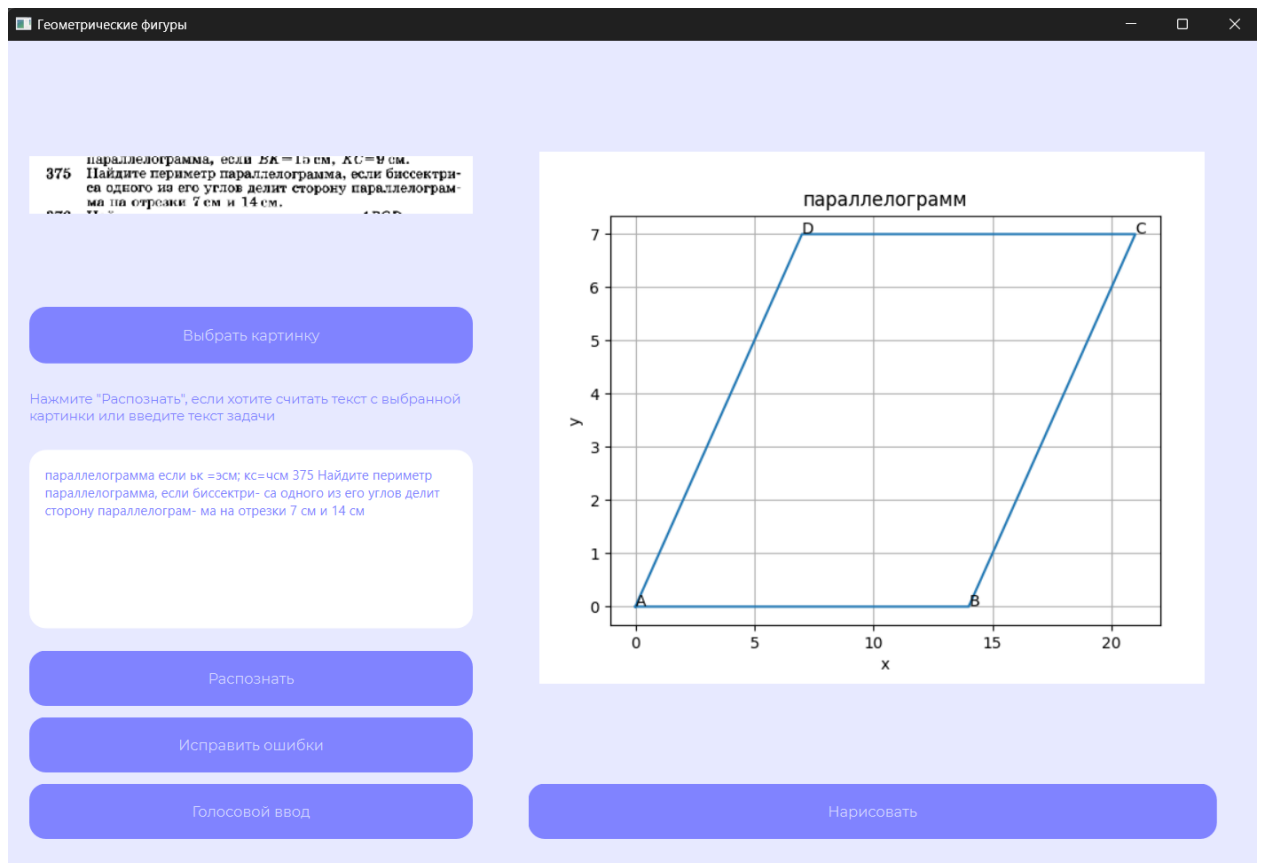 Геометрические фигуры
параллелограмма, если BK=15 см, KC=9 см.
375 Найдите периметр параллелограмма, если биссектри-
са одного из его углов делит сторону параллелограм-
ма на отрезки 7 см и 14 см.
Выбрать картинку
Нажмите "Распознать", если хотите считать текст с выбранной
картинки или введите текст задачи
параллелограмма если ьк =эсм; кс=чсм 375 Найдите периметр
параллелограмма, если биссектри- са одного из его углов делит
сторону параллелограм- ма на отрезки 7 см и 14 см
Распознать
Исправить ошибки
Голосовой ввод
параллелограмм
D
C
7
6
5
4
3
2
1
0
y
A
B
0 5 10 15 20
x
Нарисовать